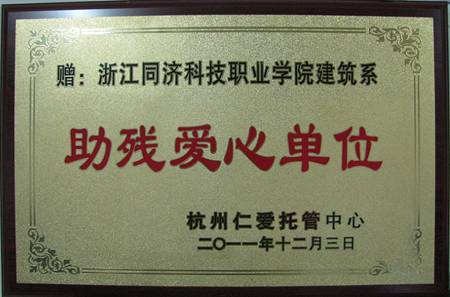 赠：浙江同济科技职业学院建筑系
助残爱心单位
杭州仁爱托管中心
二〇一一年十二月三日